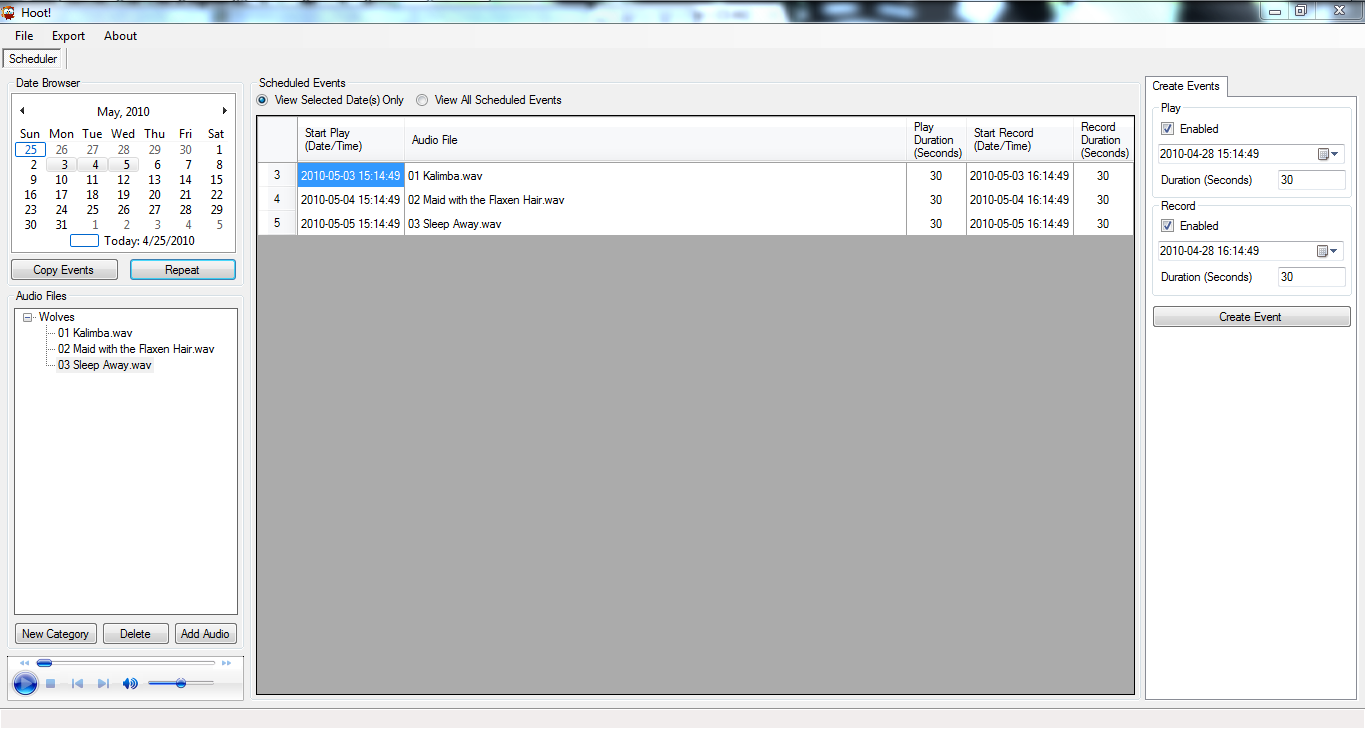 Hoot!
File Export About
Scheduler
Date Browser
May, 2010
Sun Mon Tue Wed Thu Fri Sat
25 26 27 28 29 30 1
2 3 4 5 6 7 8
9 10 11 12 13 14 15
16 17 18 19 20 21 22
23 24 25 26 27 28 29
30 31 1 2 3 4 5
Today: 4/25/2010
Copy Events Repeat
Audio Files
Wolves
01 Kalimba.wav
02 Maid with the Flaxen Hair.wav
03 Sleep Away.wav
New Category Delete Add Audio
Scheduled Events
View Selected Date(s) Only View All Scheduled Events
Start Play (Date/Time) Audio File Play Duration (Seconds) Start Record (Date/Time) Record Duration (Seconds)
3 2010-05-03 15:14:49 01 Kalimba.wav 30 2010-05-03 16:14:49 30
4 2010-05-04 15:14:49 02 Maid with the Flaxen Hair.wav 30 2010-05-04 16:14:49 30
5 2010-05-05 15:14:49 03 Sleep Away.wav 30 2010-05-05 16:14:49 30
Create Events
Play
Enabled
2010-04-28 15:14:49
Duration (Seconds) 30
Record
Enabled
2010-04-28 16:14:49
Duration (Seconds) 30
Create Event